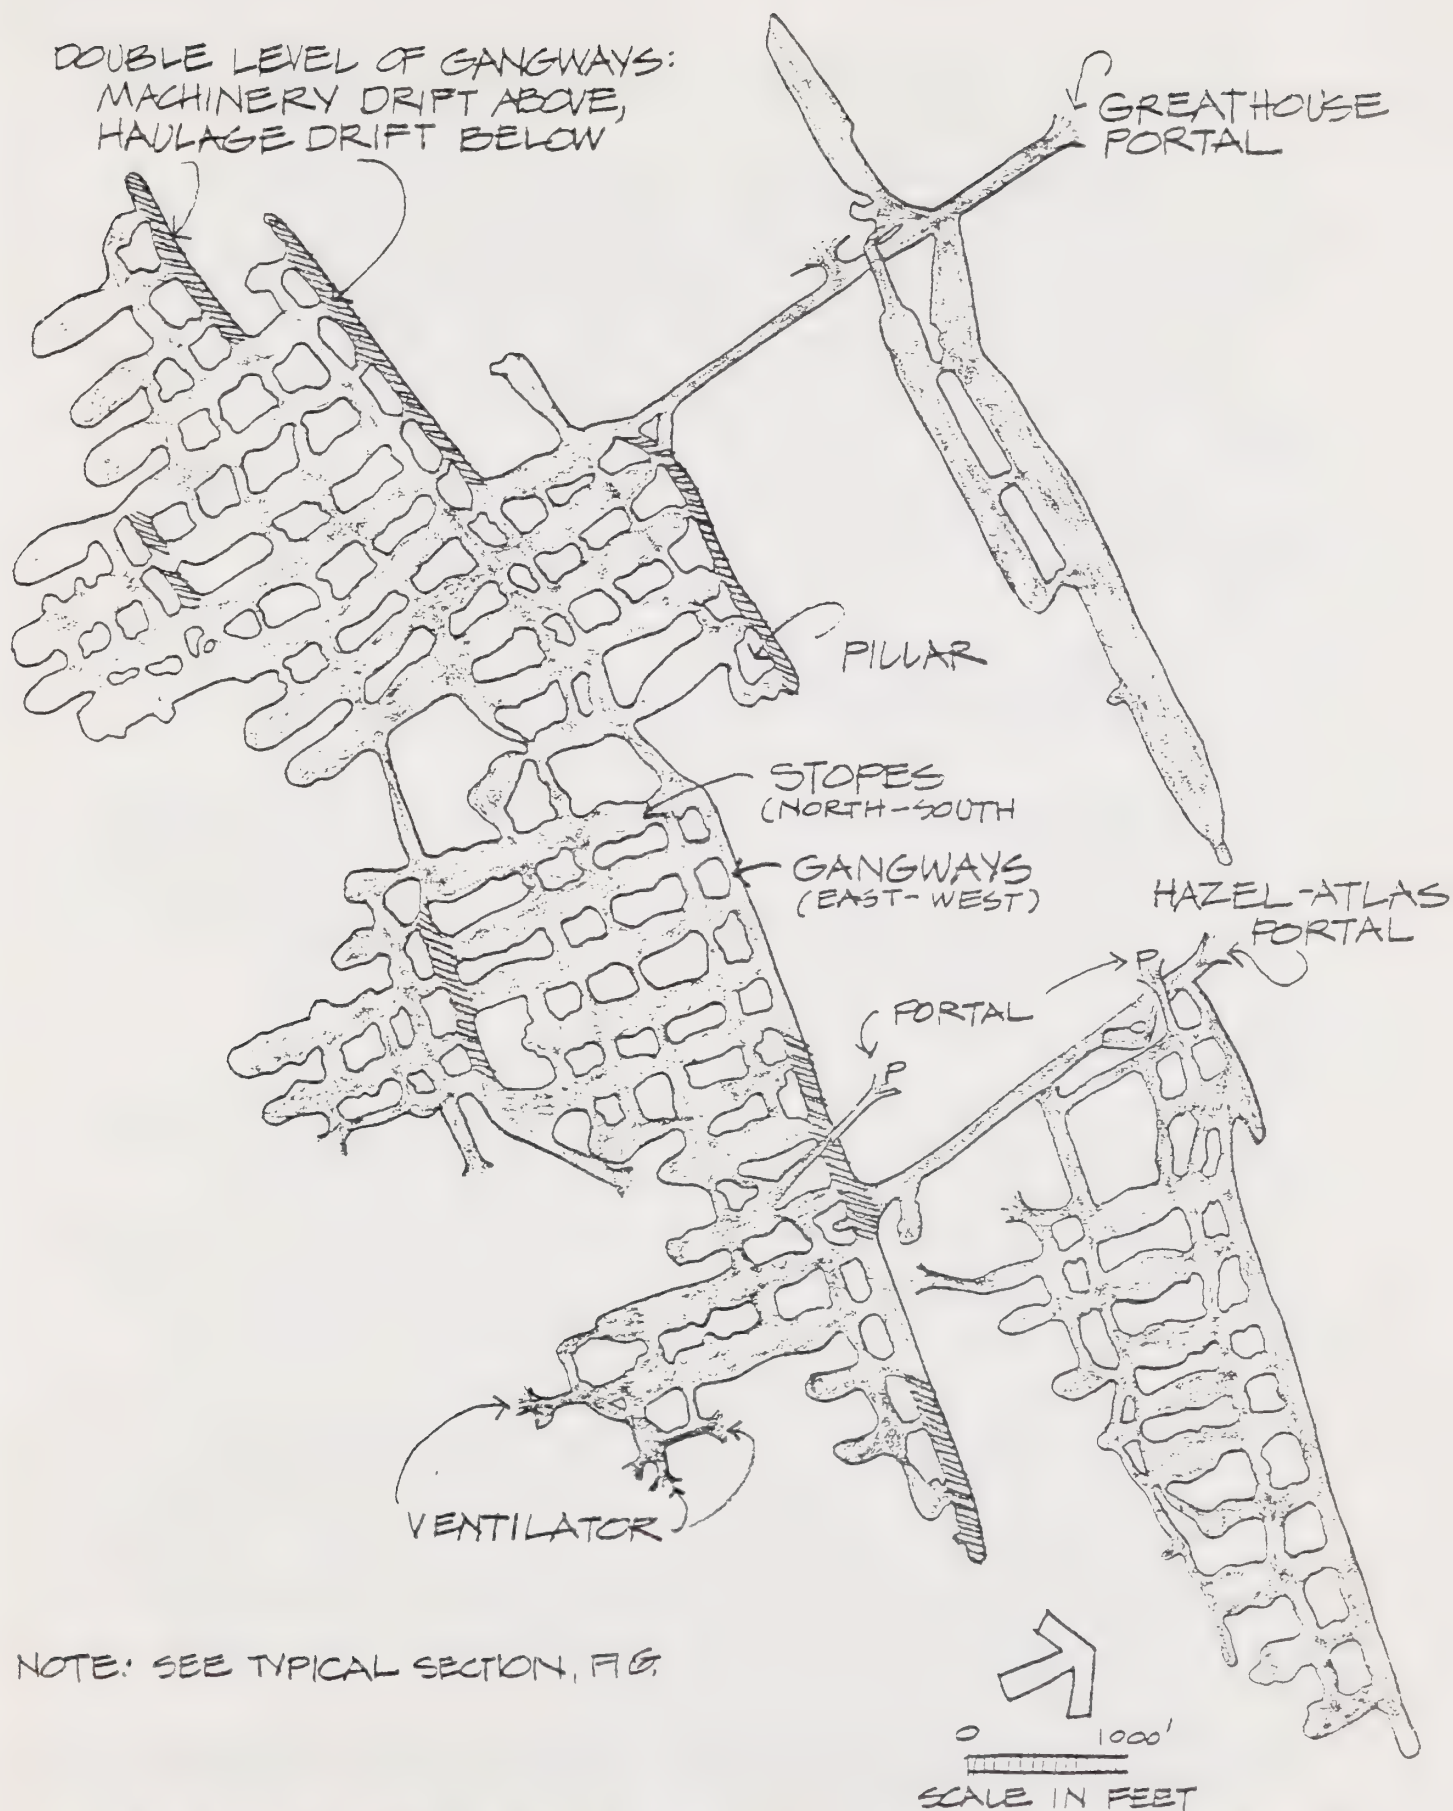 DOUBLE LEVEL OF GANGWAYS:
MACHINERY DRIFT ABOVE,
HAULAGE DRIFT BELOW
GREATHOUSE
PORTAL
PILLAR
STOPES
(NORTH-SOUTH
GANGWAYS
(EAST-WEST)
HAZEL-ATLAS
PORTAL
P
PORTAL
P
VENTILATOR
NOTE: SEE TYPICAL SECTION, FIG.
0 1000'
SCALE IN FEET